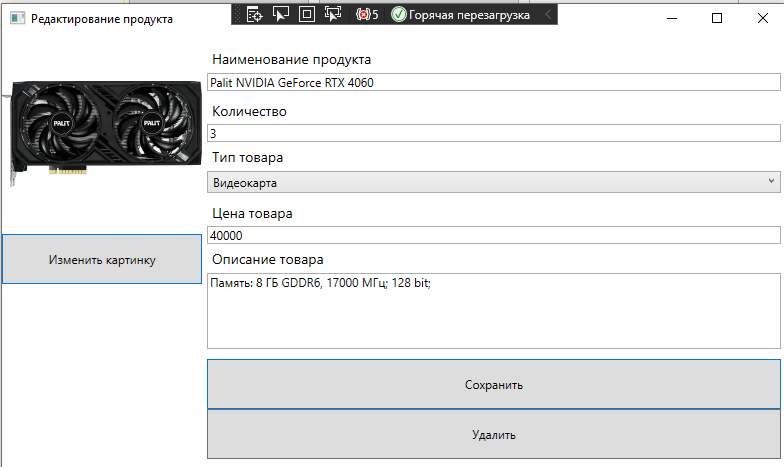 Редактирование продукта
5
Горячая перезагрузка
Наименование продукта
PALIT
PALIT
Palit NVIDIA GeForce RTX 4060
Количество
3
Тип товара
Видеокарта
Цена товара
40000
Изменить картинку
Описание товара
Память: 8 ГБ GDDR6, 17000 МГц; 128 bit;
Сохранить
Удалить